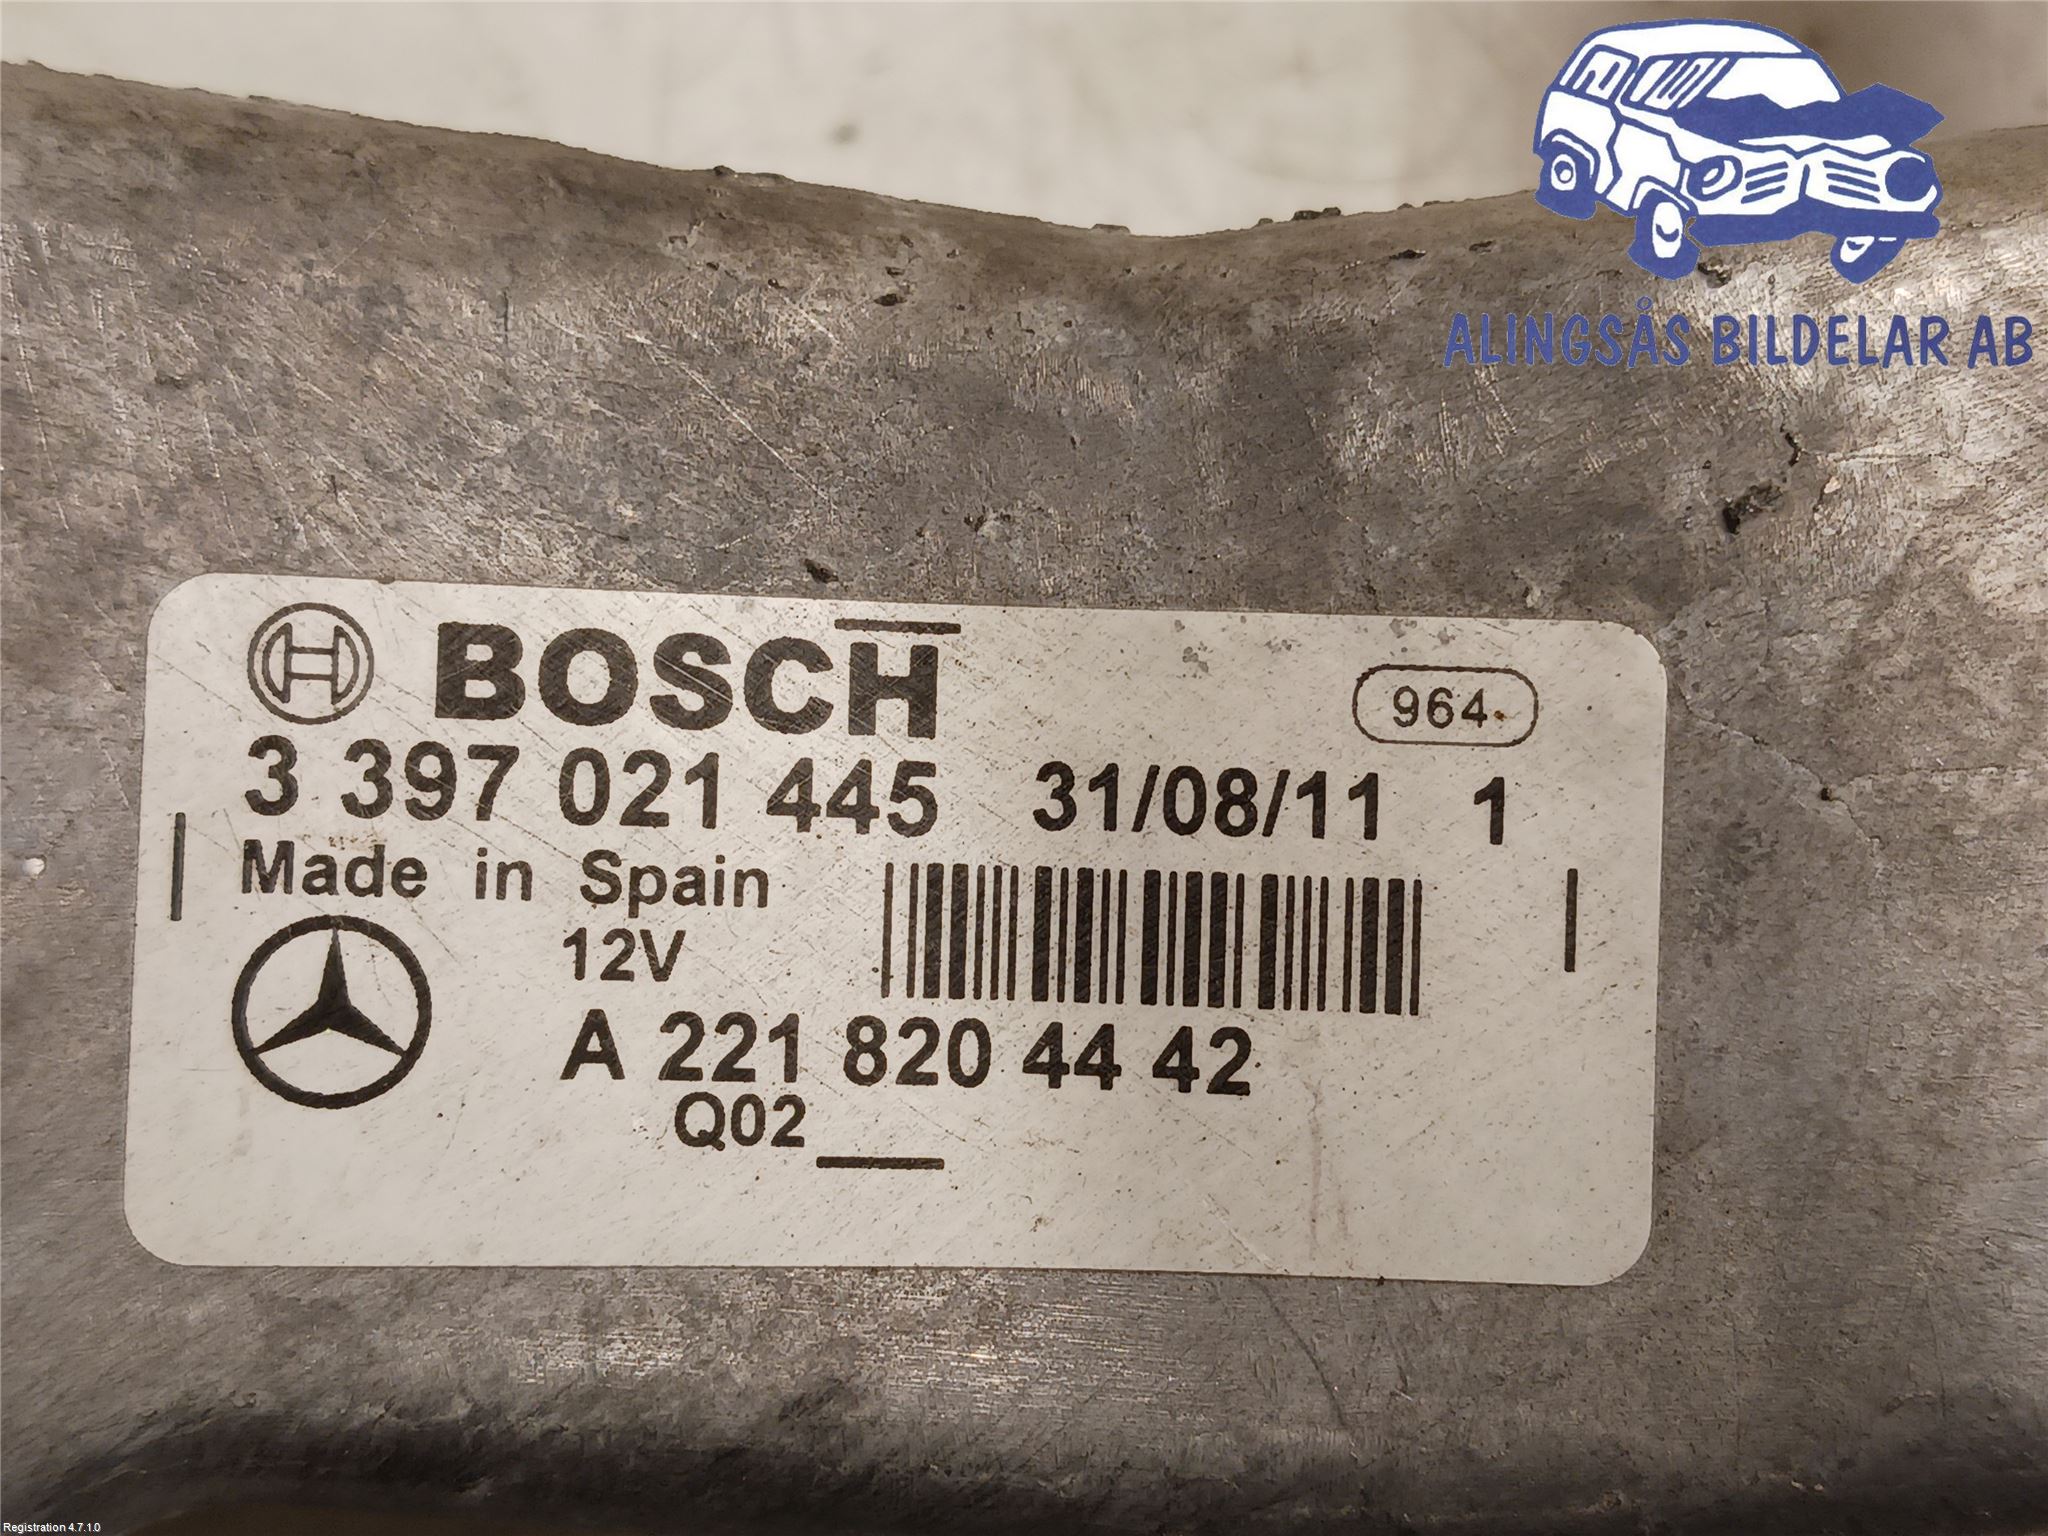 ALINGSÅS BILDELAR AB
BOSCH
964
3 397 021 445 31/08/11 1
Made in Spain
12V
A 221 820 44 42
Q02
Registration 4.7.1.0